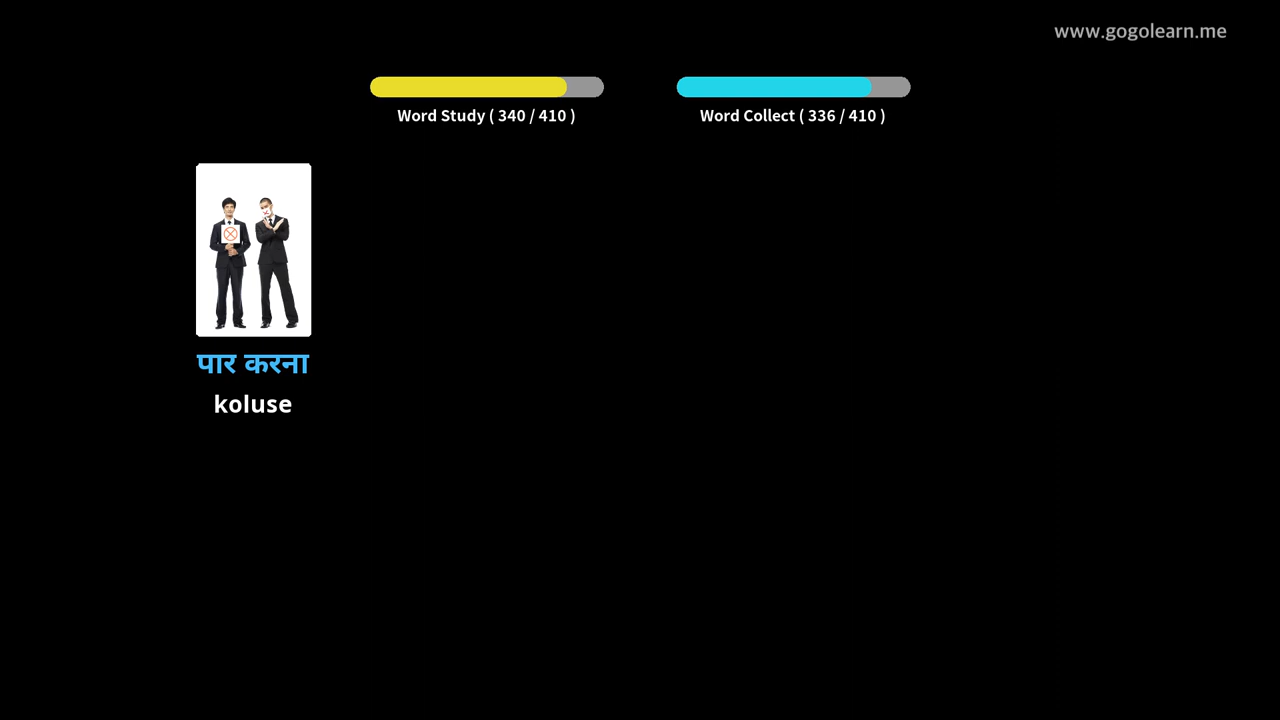 www.gogolearn.me
Word Study ( 340 / 410 )
Word Collect ( 336 / 410 )
पार करना
koluse